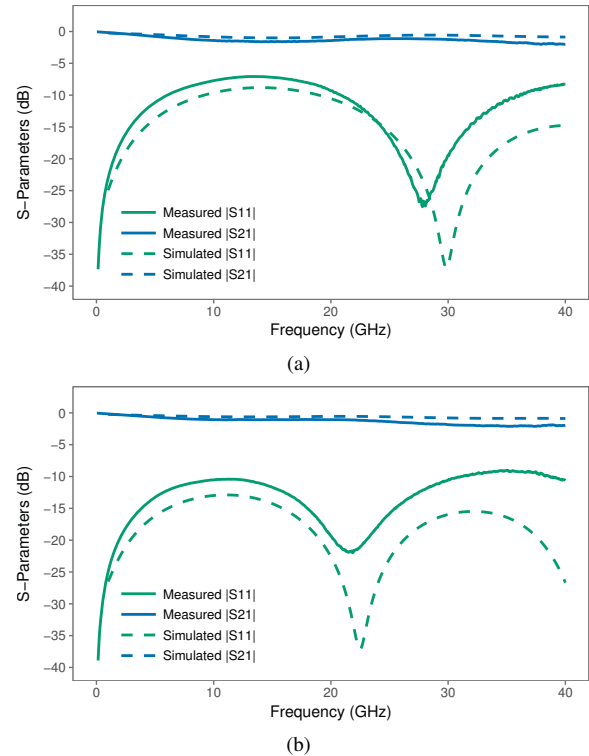 0
−5
−10
−15
−20
−25
−30
−35
−40
S−Parameters (dB)
Measured |S11|
Measured |S21|
Simulated |S11|
Simulated |S21|
0 10 20 30 40
Frequency (GHz)
(a)
0
−5
−10
−15
−20
−25
−30
−35
−40
S−Parameters (dB)
Measured |S11|
Measured |S21|
Simulated |S11|
Simulated |S21|
0 10 20 30 40
Frequency (GHz)
(b)